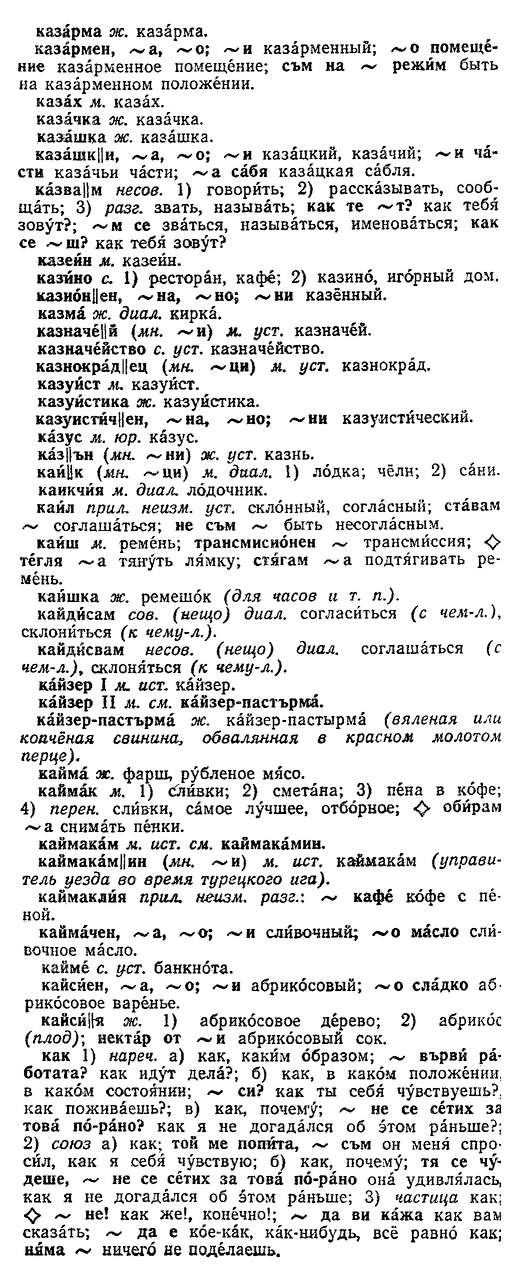 каза́рма ж. каза́рма.
каза́рмен, ~а, ~о; ~и каза́рменный; ~о помеще́-
ние каза́рменное помеще́ние; съм на ~ режи́м быть
на каза́рменном положе́нии.
каза́х м. каза́х.
каза́чка ж. каза́чка.
каза́шка ж. каза́шка.
каза́шк||и, ~а, ~о; ~и каза́цкий, каза́чий; ~и ча́-
сти каза́чьи ча́сти; ~а са́бя каза́цкая са́бля.
ка́зва||м несов. 1) говори́ть; 2) расска́зывать, сооб-
ща́ть; 3) разг. звать, называ́ть; как те ~т? как тебя́
зову́т?; ~м се зва́ться, называ́ться, именова́ться; как
се ~ш? как тебя́ зову́т?
казеи́н м. казеи́н.
кази́но с. 1) рестора́н, кафе́; 2) казино́, иго́рный дом.
казио́н||ен, ~на, ~но; ~ни казённый.
казма́ ж. диал. кирка́.
казначе́||й (мн. ~и) м. уст. казначе́й.
казначе́йство с. уст. казначе́йство.
казнокра́д||ец (мн. ~ци) м. уст. казнокра́д.
казуи́ст м. казуи́ст.
казуи́стика ж. казуи́стика.
казуисти́ч||ен, ~на, ~но; ~ни казуисти́ческий.
ка́зус м. юр. ка́зус.
ка́з||ън (мн. ~ни) ж. уст. казнь.
каи́||к (мн. ~ци) м. диал. 1) ло́дка; чёлн; 2) са́ни.
каикчи́я м. диал. ло́дочник.
каи́л прил. неизм. уст. скло́нный, согла́сный; ста́вам
~ соглаша́ться; не съм ~ быть несогла́сным.
каи́ш м. реме́нь; трансмисио́нен ~ трансми́ссия; ◇
те́гля ~а тяну́ть ля́мку; стя́гам ~а подтя́гивать ре-
ме́нь.
каи́шка ж. ремешо́к (для часов и т. п.).
кайди́сам сов. (нещо) диал. согласи́ться (с чем-л.),
склони́ться (к чему-л.).
кайди́свам несов. (нещо) диал. соглаша́ться (с
чем-л.), склоня́ться (к чему-л.).
ка́йзер I м. ист. ка́йзер.
ка́йзер II м. см. ка́йзер-пастърма́.
ка́йзер-пастърма́ ж. ка́йзер-пастырма́ (вяленая или
копчёная свинина, обвалянная в красном молотом
перце).
кайма́ ж. фарш, ру́бленое мя́со.
кайма́к м. 1) сли́вки; 2) смета́на; 3) пе́на в ко́фе;
4) перен. сли́вки, са́мое лу́чшее, отбо́рное; ◇ оби́рам
~а снима́ть пе́нки.
каймака́м м. ист. см. каймака́мин.
каймака́м||ин (мн. ~и) м. ист. каймака́м (управи-
тель уезда во время турецкого ига).
каймакли́я прил. неизм. разг.: ~ кафе́ ко́фе с пе́-
ной.
кайма́чен, ~а, ~о; ~и сли́вочный; ~о ма́сло сли́-
вочное ма́сло.
кайме́ с. уст. банкно́та.
кайси́ен, ~а, ~о; ~и абрико́совый; ~о сла́дко аб-
рико́совое варе́нье.
кайси́||я ж. 1) абрико́совое де́рево; 2) абрико́с
(плод); некта́р от ~и абрико́совый сок.
как 1) нареч. а) как, каки́м о́бразом; ~ върви́ ра́-
ботата? как иду́т дела́?; б) как, в како́м положе́нии,
в како́м состоя́нии; ~ си? как ты себя́ чу́вствуешь?,
как пожива́ешь?; в) как, почему́; ~ не се се́тих за
това́ по́-ра́но? как я не догада́лся об э́том ра́ньше?;
2) союз а) как; той ме попи́та, ~ съм он меня́ спро-
си́л, как я себя́ чу́вствую; б) как, почему́; тя се чу́-
деше, ~ не се се́тих за това́ по́-ра́но она́ удивля́лась,
как я не догада́лся об э́том ра́ньше; 3) частица как;
◇ ~ не! как же!, коне́чно!; ~ да ви ка́жа как вам
сказа́ть; ~ да е ко́е-ка́к, ка́к-нибудь, всё равно́ как;
ня́ма ~ ничего́ не поде́лаешь.